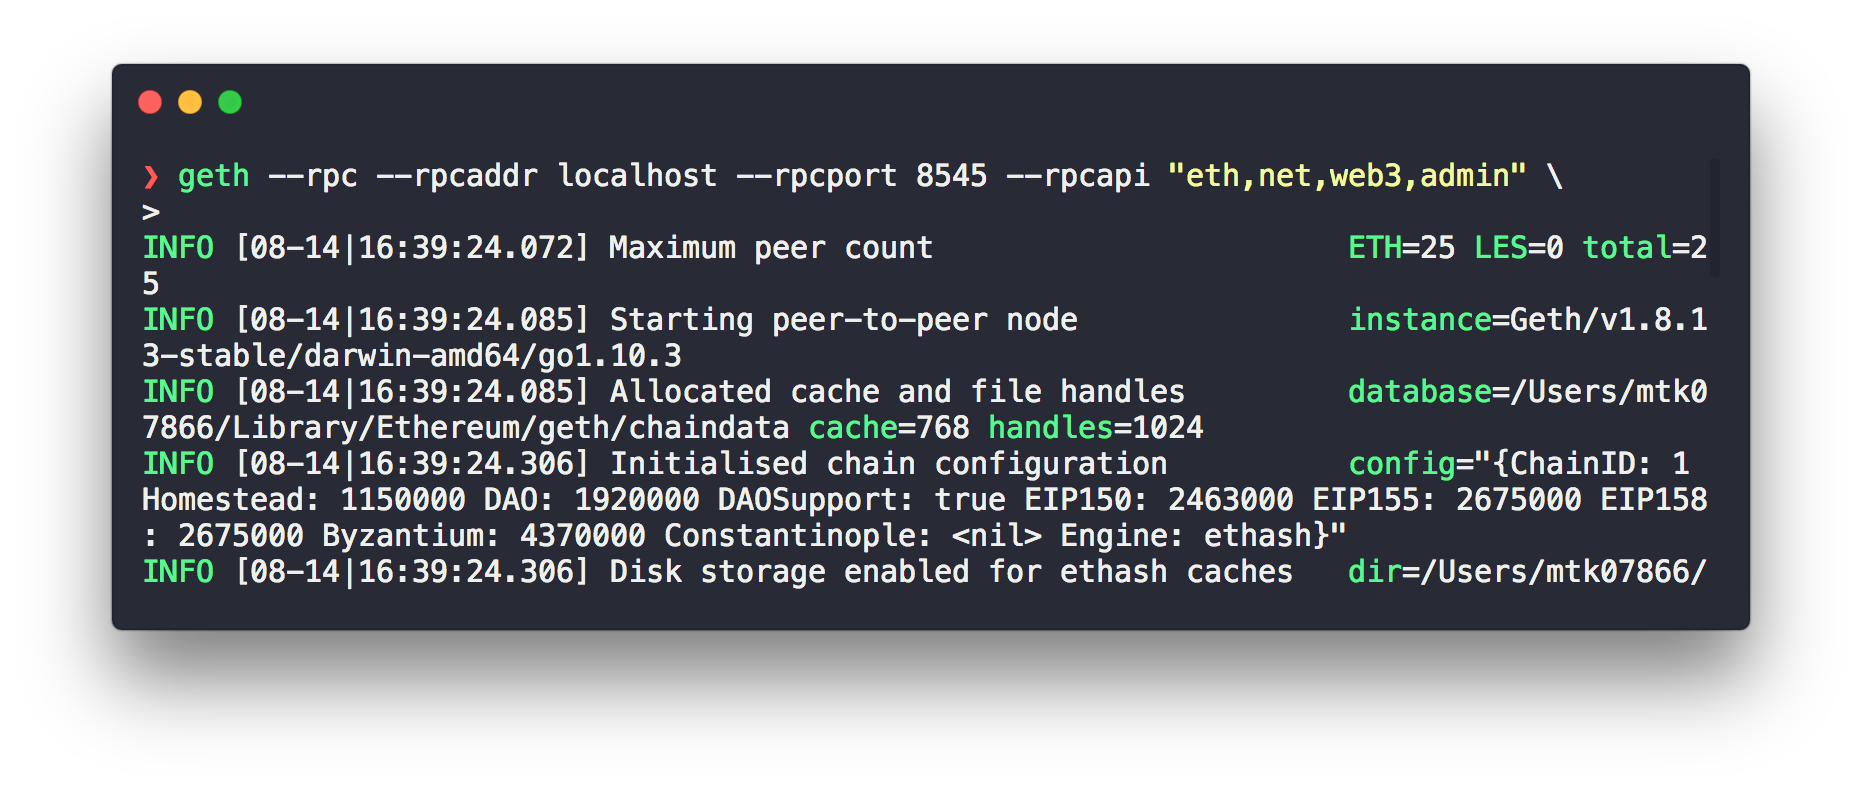 ❯ geth --rpc --rpcaddr localhost --rpcport 8545 --rpcapi "eth,net,web3,admin" \
>
INFO [08-14|16:39:24.072] Maximum peer count                       ETH=25 LES=0 total=2
5
INFO [08-14|16:39:24.085] Starting peer-to-peer node               instance=Geth/v1.8.1
3-stable/darwin-amd64/go1.10.3
INFO [08-14|16:39:24.085] Allocated cache and file handles         database=/Users/mtk0
7866/Library/Ethereum/geth/chaindata cache=768 handles=1024
INFO [08-14|16:39:24.306] Initialised chain configuration          config="{ChainID: 1
Homestead: 1150000 DAO: 1920000 DAOSupport: true EIP150: 2463000 EIP155: 2675000 EIP158
: 2675000 Byzantium: 4370000 Constantinople: <nil> Engine: ethash}"
INFO [08-14|16:39:24.306] Disk storage enabled for ethash caches   dir=/Users/mtk07866/